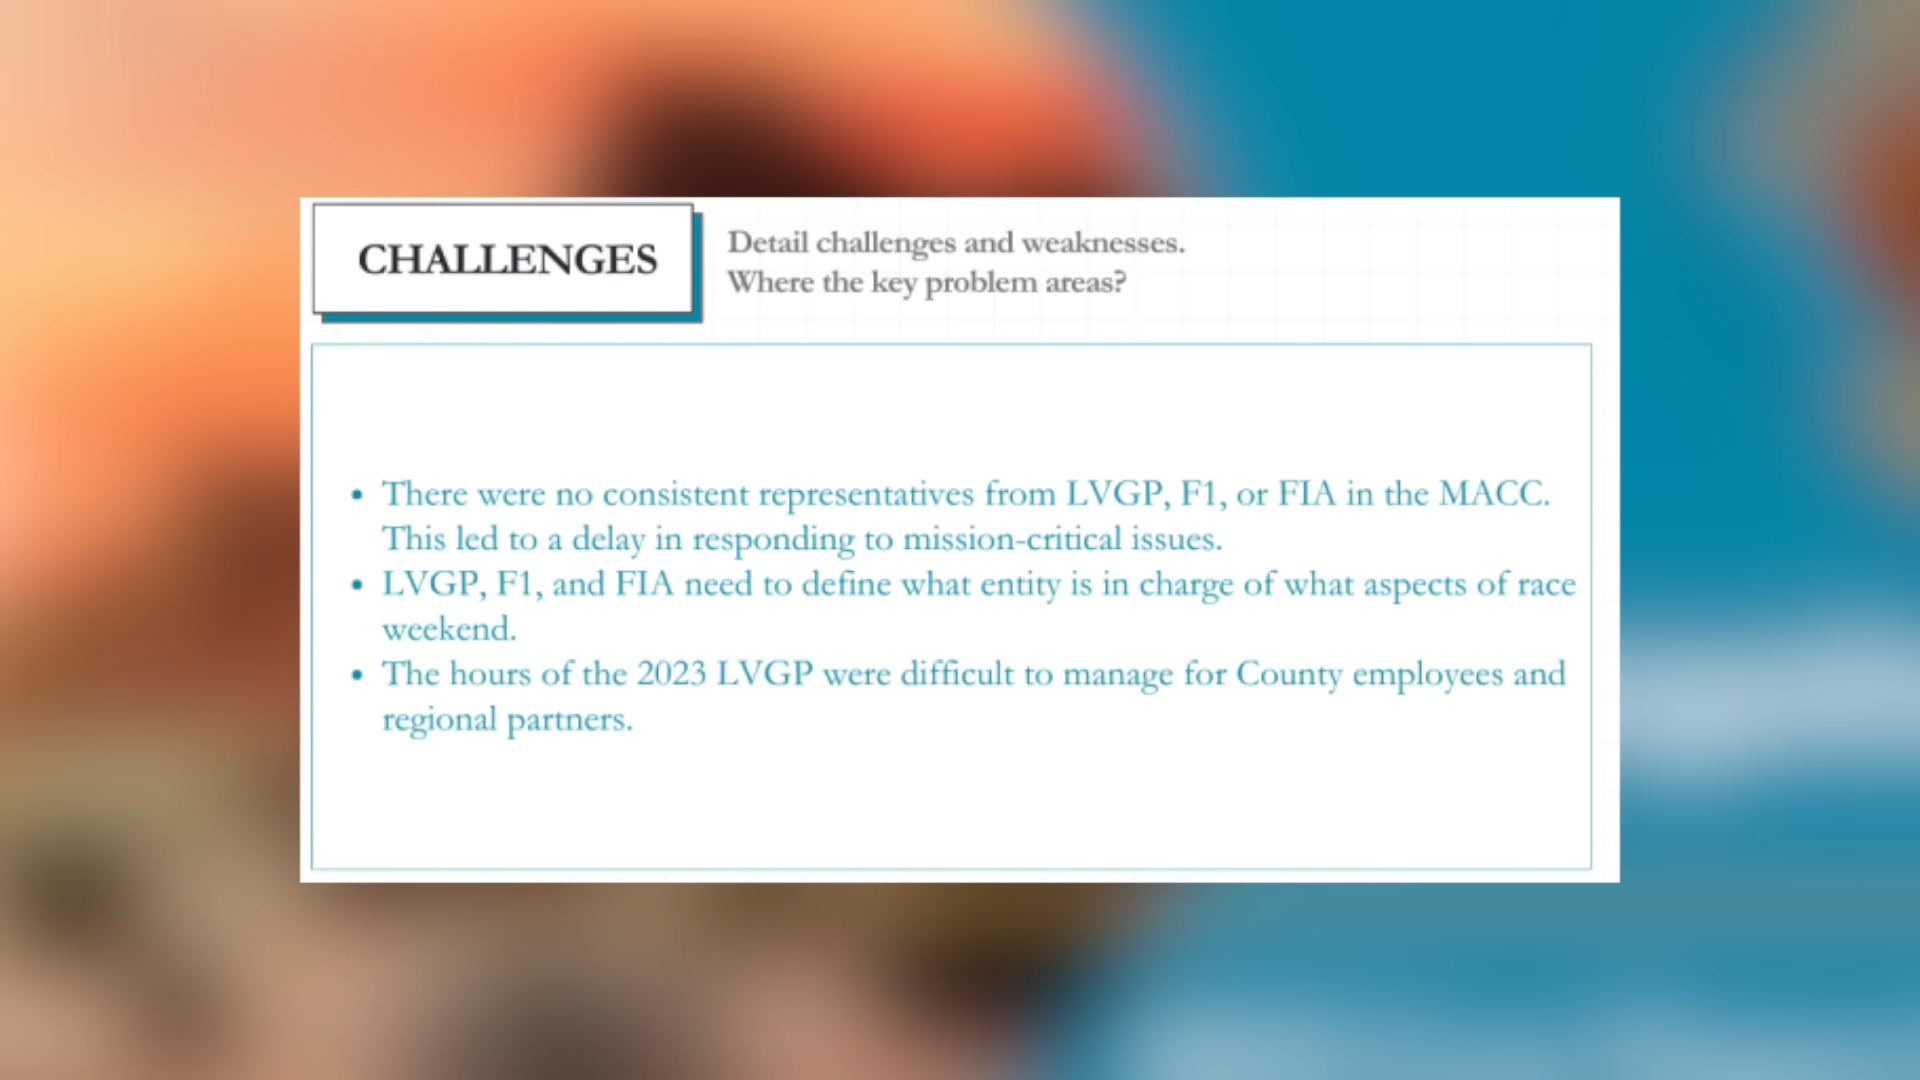 CHALLENGES
Detail challenges and weaknesses.
Where the key problem areas?
• There were no consistent representatives from LVGP, F1, or FIA in the MACC.
This led to a delay in responding to mission-critical issues.
• LVGP, F1, and FIA need to define what entity is in charge of what aspects of race
weekend.
• The hours of the 2023 LVGP were difficult to manage for County employees and
regional partners.